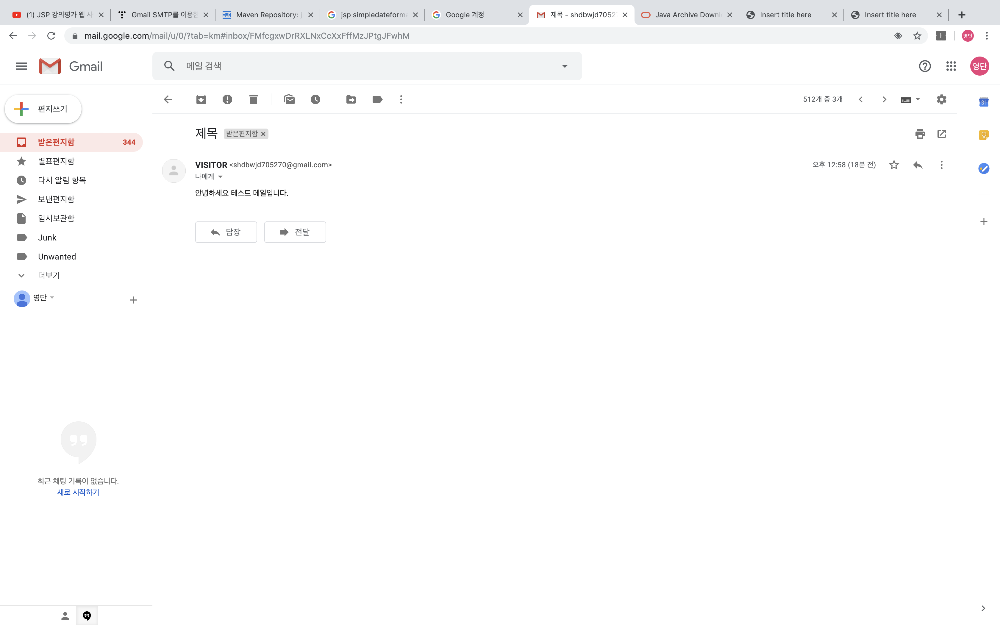 (1) JSP 강의평가 웹 사
Gmail SMTP를 이용한
Maven Repository: j
jsp simpledateforma
Google 계정
제목 - shdbwjd7052
Java Archive Downl
Insert title here
Insert title here
mail.google.com/mail/u/0/?tab=km#inbox/FMfcgxwDrRXLNxCcXxFffMzJPtgJFwhM
영단
Gmail
메일 검색
영단
편지쓰기
512개 중 3개
31
받은편지함 344
별표편지함
다시 알림 항목
보낸편지함
임시보관함
Junk
Unwanted
더보기
영단
제목 받은편지함
VISITOR <shdbwjd705270@gmail.com>
오후 12:58 (18분 전)
나에게
안녕하세요 테스트 메일입니다.
답장
전달
최근 채팅 기록이 없습니다.
새로 시작하기